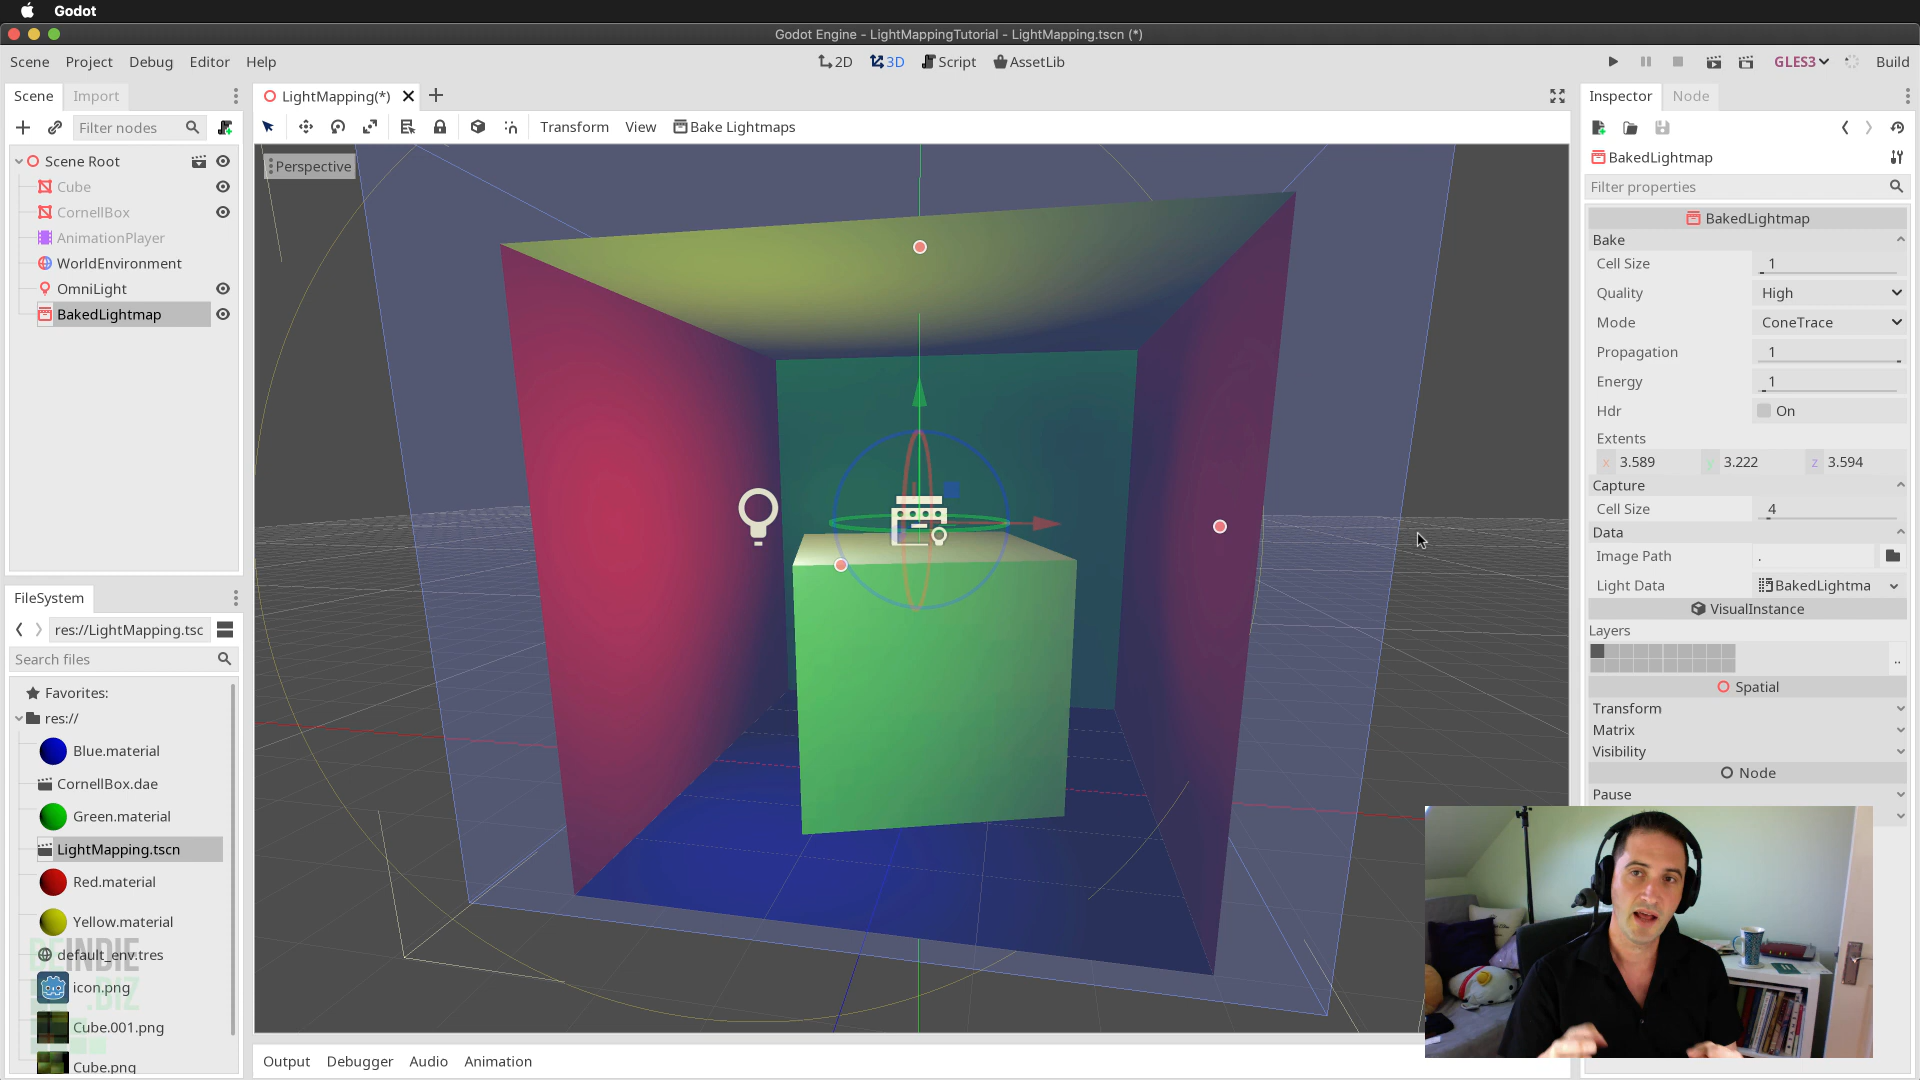 Godot
Godot Engine - LightMappingTutorial - LightMapping.tscn (*)
Scene Project Debug Editor Help
2D 3D Script AssetLib
GLES3 Build
Scene Import
LightMapping(*)
Inspector Node
Filter nodes
Transform View Bake Lightmaps
Scene Root
Cube
CornellBox
AnimationPlayer
WorldEnvironment
OmniLight
BakedLightmap
Perspective
BakedLightmap
Filter properties
BakedLightmap
Bake
Cell Size 1
Quality High
Mode ConeTrace
Propagation 1
Energy 1
Hdr On
Extents
x 3.589 y 3.222 z 3.594
Capture
Cell Size 4
Data
Image Path .
Light Data BakedLightma
VisualInstance
Layers
..
Spatial
Transform
Matrix
Visibility
Node
Pause
FileSystem
res://LightMapping.tsc
Search files
Favorites:
res://
Blue.material
CornellBox.dae
Green.material
LightMapping.tscn
Red.material
Yellow.material
default_env.tres
icon.png
Cube.001.png
Cube.png
INDIE
.BIZ
Output Debugger Audio Animation